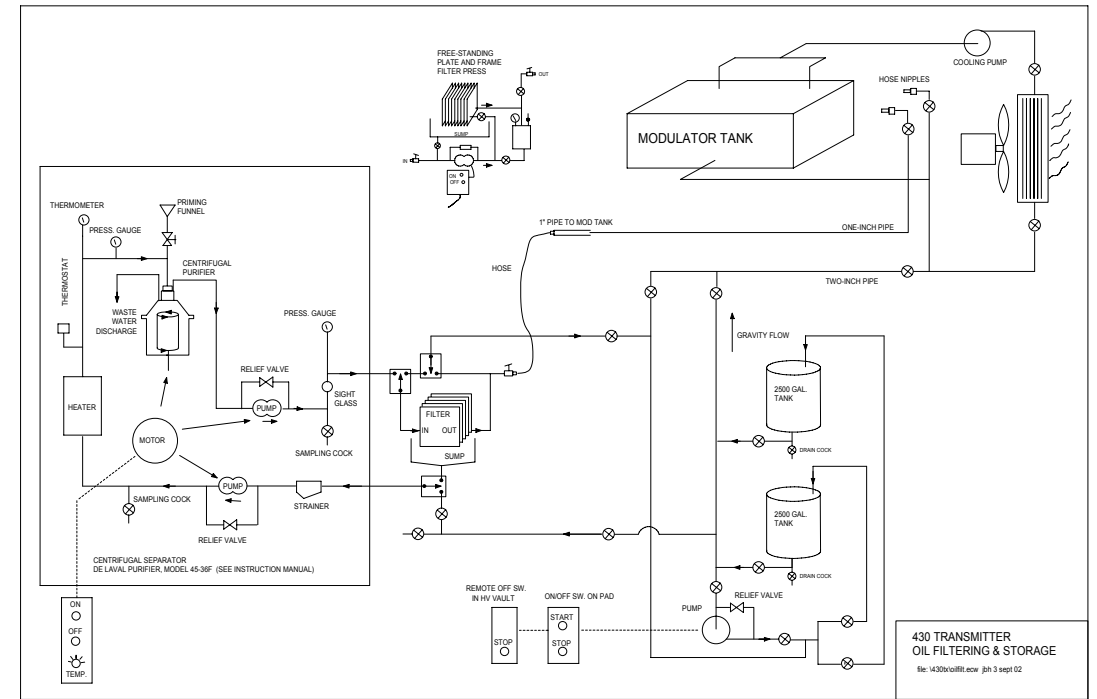 FREE-STANDING
PLATE AND FRAME
FILTER PRESS
OUT
SUMP
IN
ON
OFF
COOLING PUMP
HOSE NIPPLES
MODULATOR TANK
1" PIPE TO MOD TANK
ONE-INCH PIPE
HOSE
TWO-INCH PIPE
THERMOMETER
PRIMING
FUNNEL
PRESS. GAUGE
CENTRIFUGAL
PURIFIER
THERMOSTAT
WASTE
WATER
DISCHARGE
PRESS. GAUGE
GRAVITY FLOW
RELIEF VALVE
SIGHT
GLASS
HEATER
PUMP
FILTER
IN OUT
2500 GAL.
TANK
MOTOR
SAMPLING COCK
SUMP
DRAIN COCK
PUMP
SAMPLING COCK
STRAINER
RELIEF VALVE
2500 GAL.
TANK
DRAIN COCK
CENTRIFUGAL SEPARATOR
DE LAVAL PURIFIER, MODEL 45-36F (SEE INSTRUCTION MANUAL)
REMOTE OFF SW.
IN HV VAULT
ON/OFF SW. ON PAD
PUMP
RELIEF VALVE
ON
OFF
TEMP.
STOP
START
STOP
430 TRANSMITTER
OIL FILTERING & STORAGE
file: \430tx\oilfilt.ecw jbh 3 sept 02